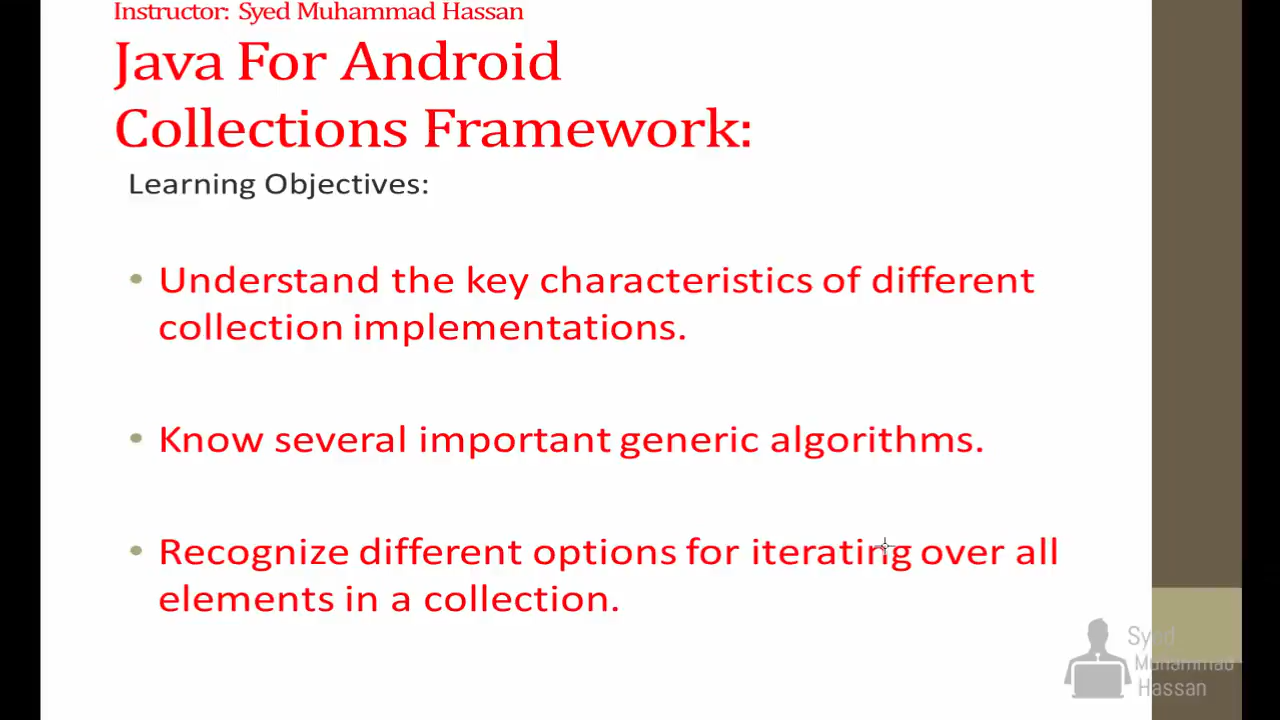 Instructor: Syed Muhammad Hassan
Java For Android
Collections Framework:
Learning Objectives:
• Understand the key characteristics of different
collection implementations.
• Know several important generic algorithms.
• Recognize different options for iterating over all
elements in a collection.
Syed
Muhammad
Hassan